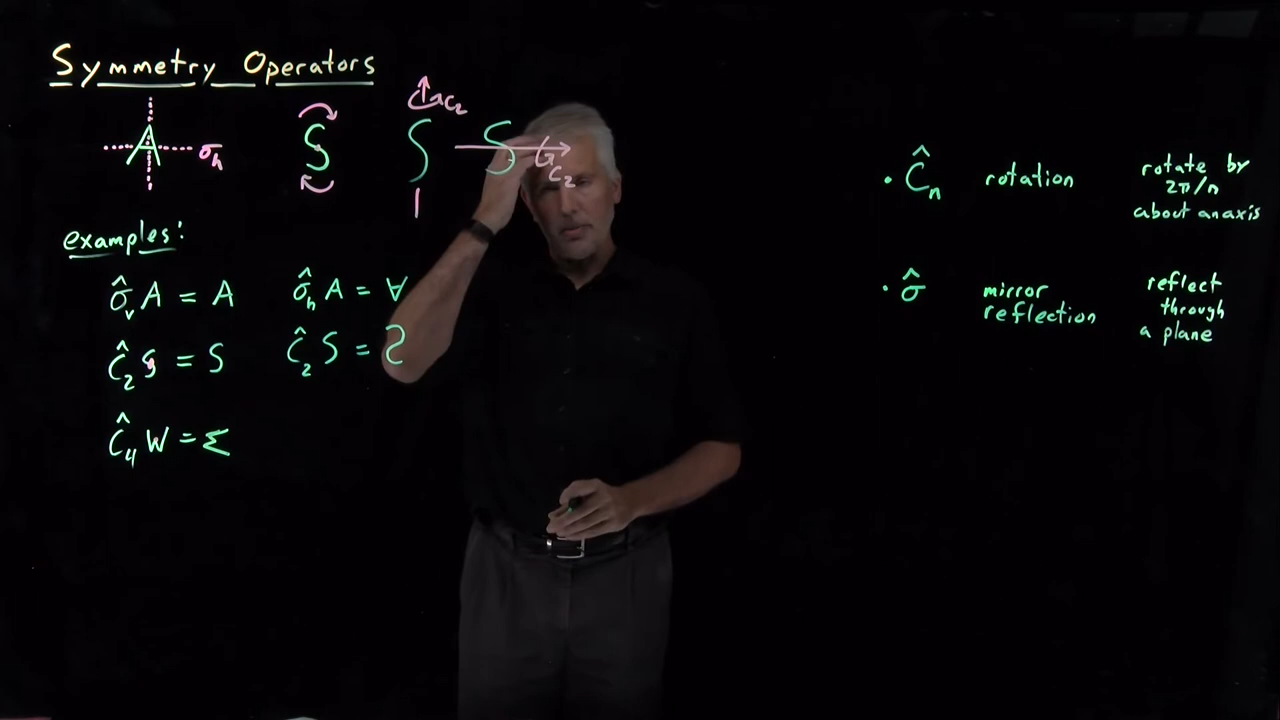 Symmetry Operators
A σh
S
S C2
S C2
examples:
σ̂v A = A
σ̂h A = ∀
Ĉ2 S = S
Ĉ2 S = Ƨ
Ĉ4 W = Σ
• Ĉn rotation rotate by
2π/n
about an axis
• σ̂ mirror
reflection
reflect
through
a plane